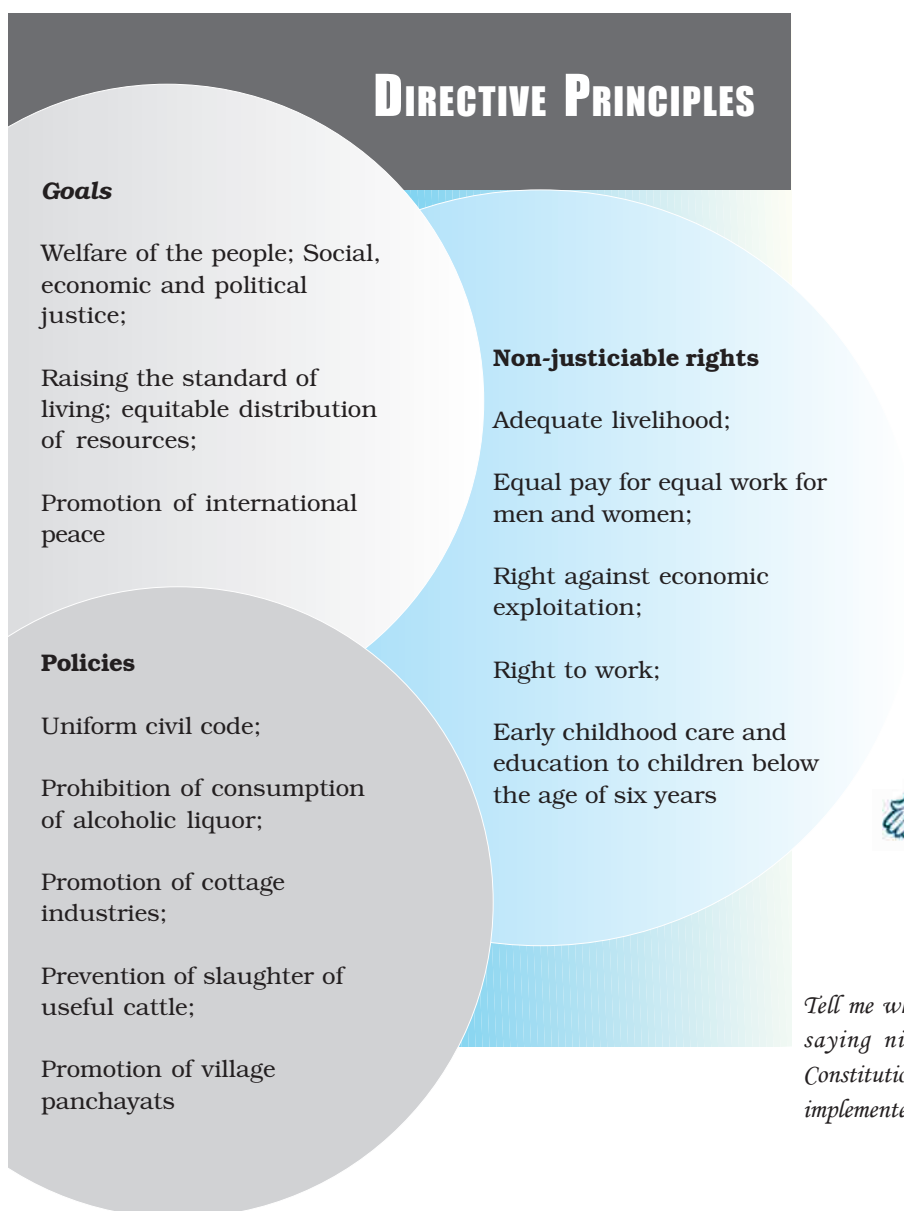 DIRECTIVE PRINCIPLES
Goals
Welfare of the people; Social,
economic and political
justice;
Raising the standard of
living; equitable distribution
of resources;
Promotion of international
peace
Non-justiciable rights
Adequate livelihood;
Equal pay for equal work for
men and women;
Right against economic
exploitation;
Right to work;
Early childhood care and
education to children below
the age of six years
Policies
Uniform civil code;
Prohibition of consumption
of alcoholic liquor;
Promotion of cottage
industries;
Prevention of slaughter of
useful cattle;
Promotion of village
panchayats
Tell me
saying